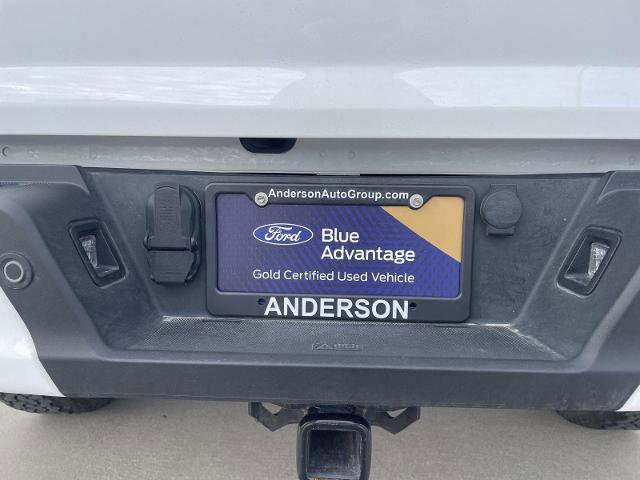 AndersonAutoGroup.com
Ford
Blue
Advantage
Gold Certified Used Vehicle
ANDERSON